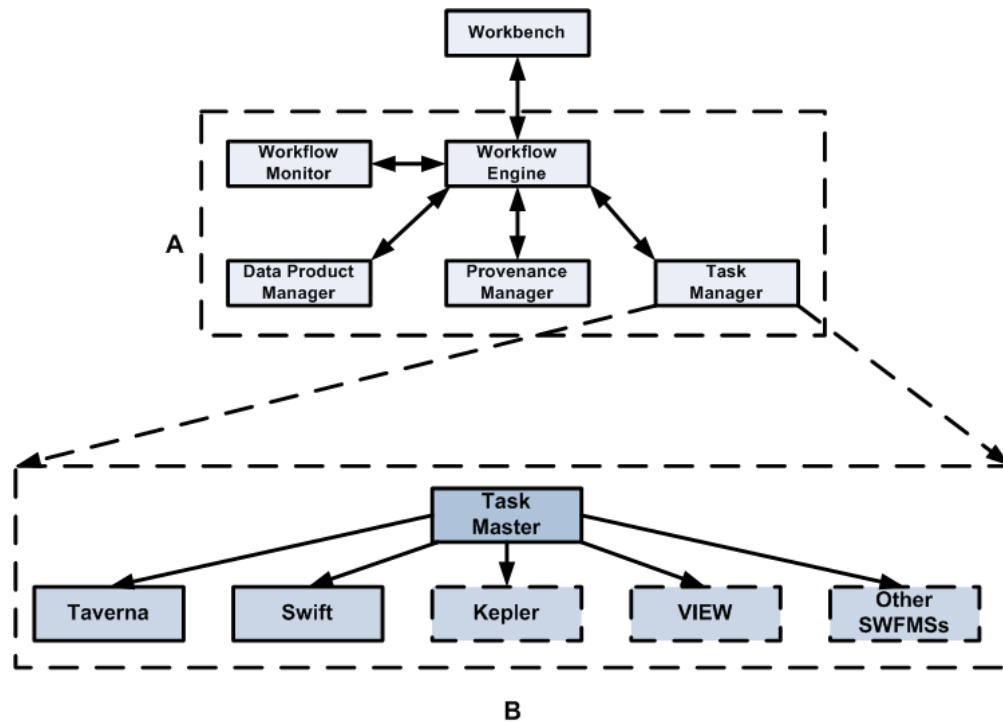 Workbench
Workflow
Monitor
Workflow
Engine
A
Data Product
Manager
Provenance
Manager
Task
Manager
Task
Master
Taverna
Swift
Kepler
VIEW
Other
SWFMSs
B